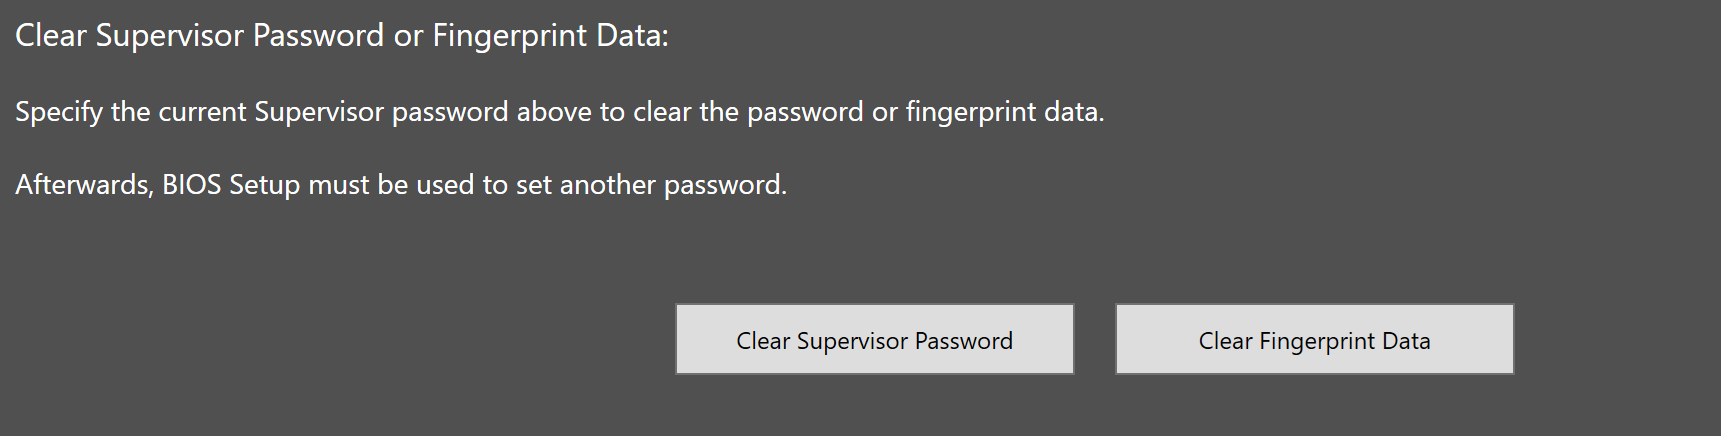 Clear Supervisor Password or Fingerprint Data:
Specify the current Supervisor password above to clear the password or fingerprint data.
Afterwards, BIOS Setup must be used to set another password.
Clear Supervisor Password
Clear Fingerprint Data